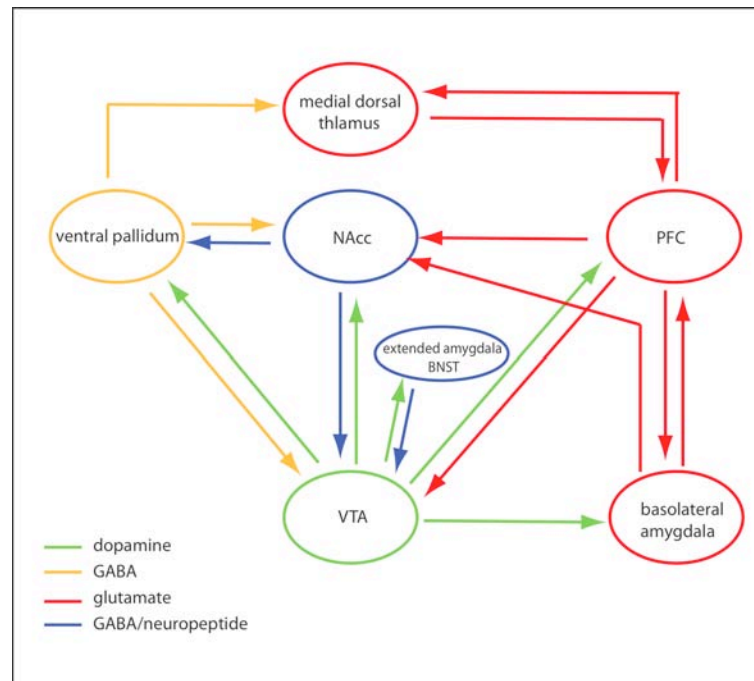 medial dorsal
thlamus
ventral pallidum
NAcc
PFC
extended amygdala
BNST
VTA
basolateral
amygdala
dopamine
GABA
glutamate
GABA/neuropeptide